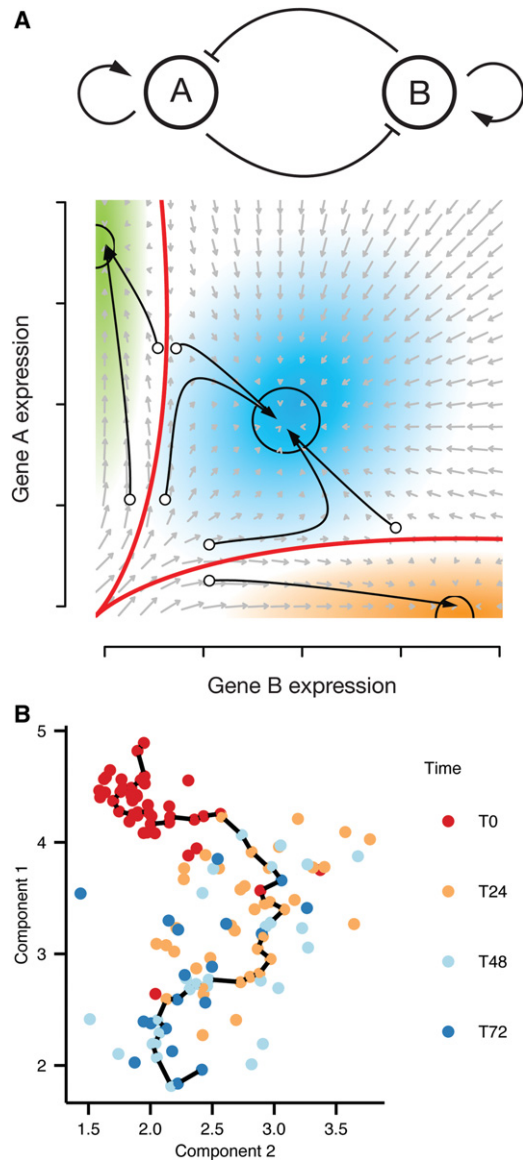 A
A
B
Gene A expression
Gene B expression
B
5
4
3
2
Component 1
1.5 2.0 2.5 3.0 3.5
Component 2
Time
T0
T24
T48
T72